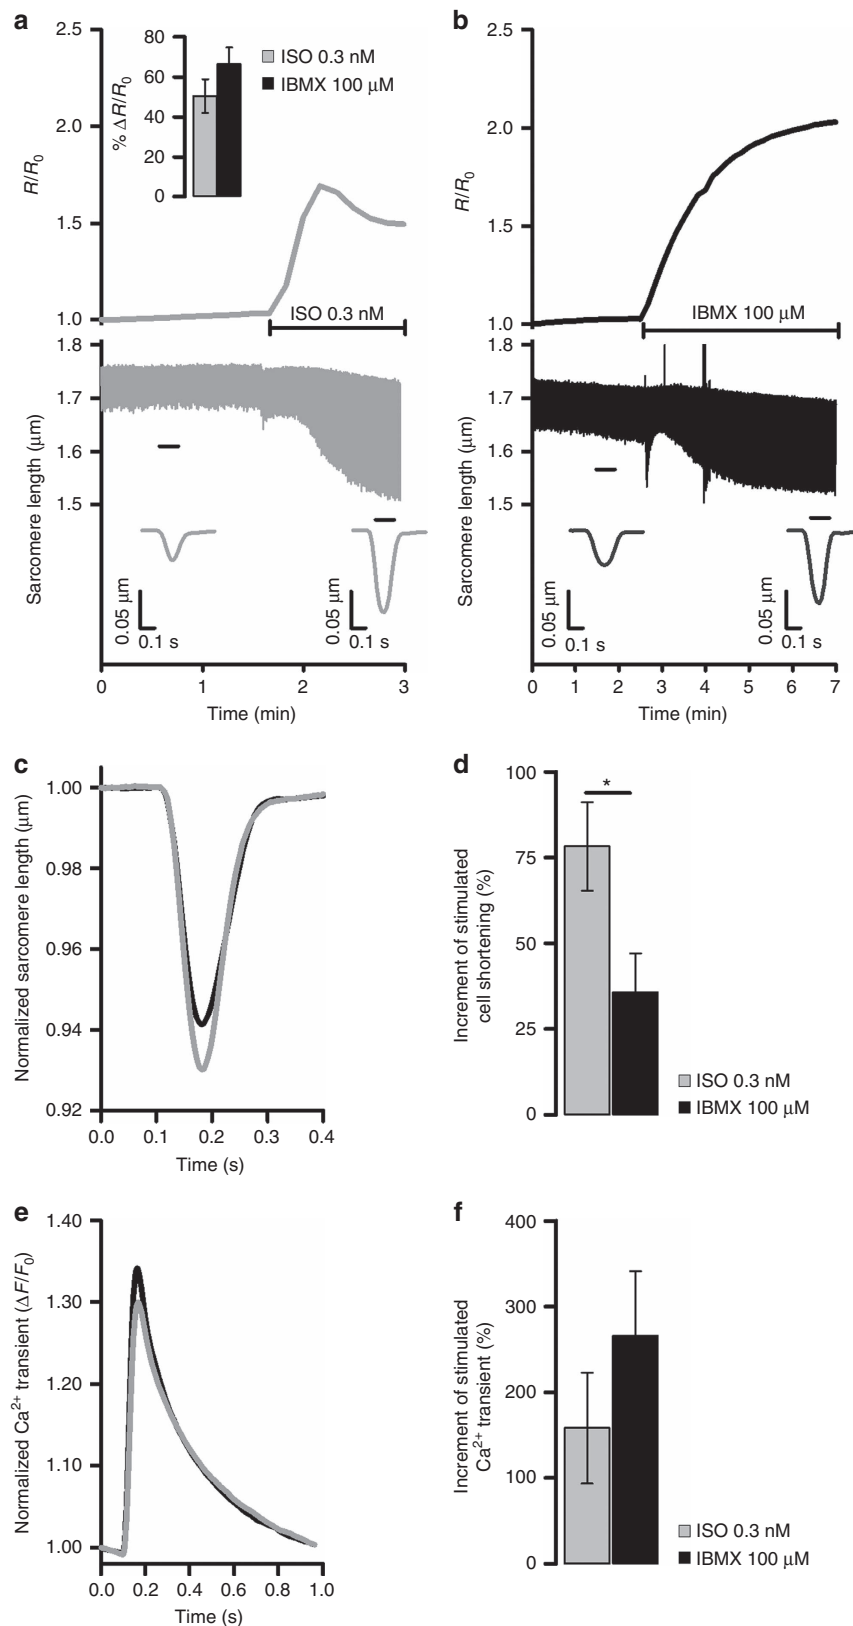 a
2.5
2.0
1.5
1.0
R/R0
80
60
40
20
0
% ΔR/R0
ISO 0.3 nM
IBMX 100 μM
ISO 0.3 nM
1.8
1.7
1.6
1.5
Sarcomere length (μm)
0.05 μm
0.1 s
0.05 μm
0.1 s
0 1 2 3
Time (min)
b
2.5
2.0
1.5
1.0
R/R0
IBMX 100 μM
1.8
1.7
1.6
1.5
Sarcomere length (μm)
0.05 μm
0.1 s
0.05 μm
0.1 s
0 1 2 3 4 5 6 7
Time (min)
c
1.00
0.98
0.96
0.94
0.92
Normalized sarcomere length (μm)
0.0 0.1 0.2 0.3 0.4
Time (s)
d
100
75
50
25
0
Increment of stimulated
cell shortening (%)
*
ISO 0.3 nM
IBMX 100 μM
e
1.40
1.30
1.20
1.10
1.00
Normalized Ca2+ transient (ΔF/F0)
0.0 0.2 0.4 0.6 0.8 1.0
Time (s)
f
400
300
200
100
0
Increment of stimulated
Ca2+ transient (%)
ISO 0.3 nM
IBMX 100 μM